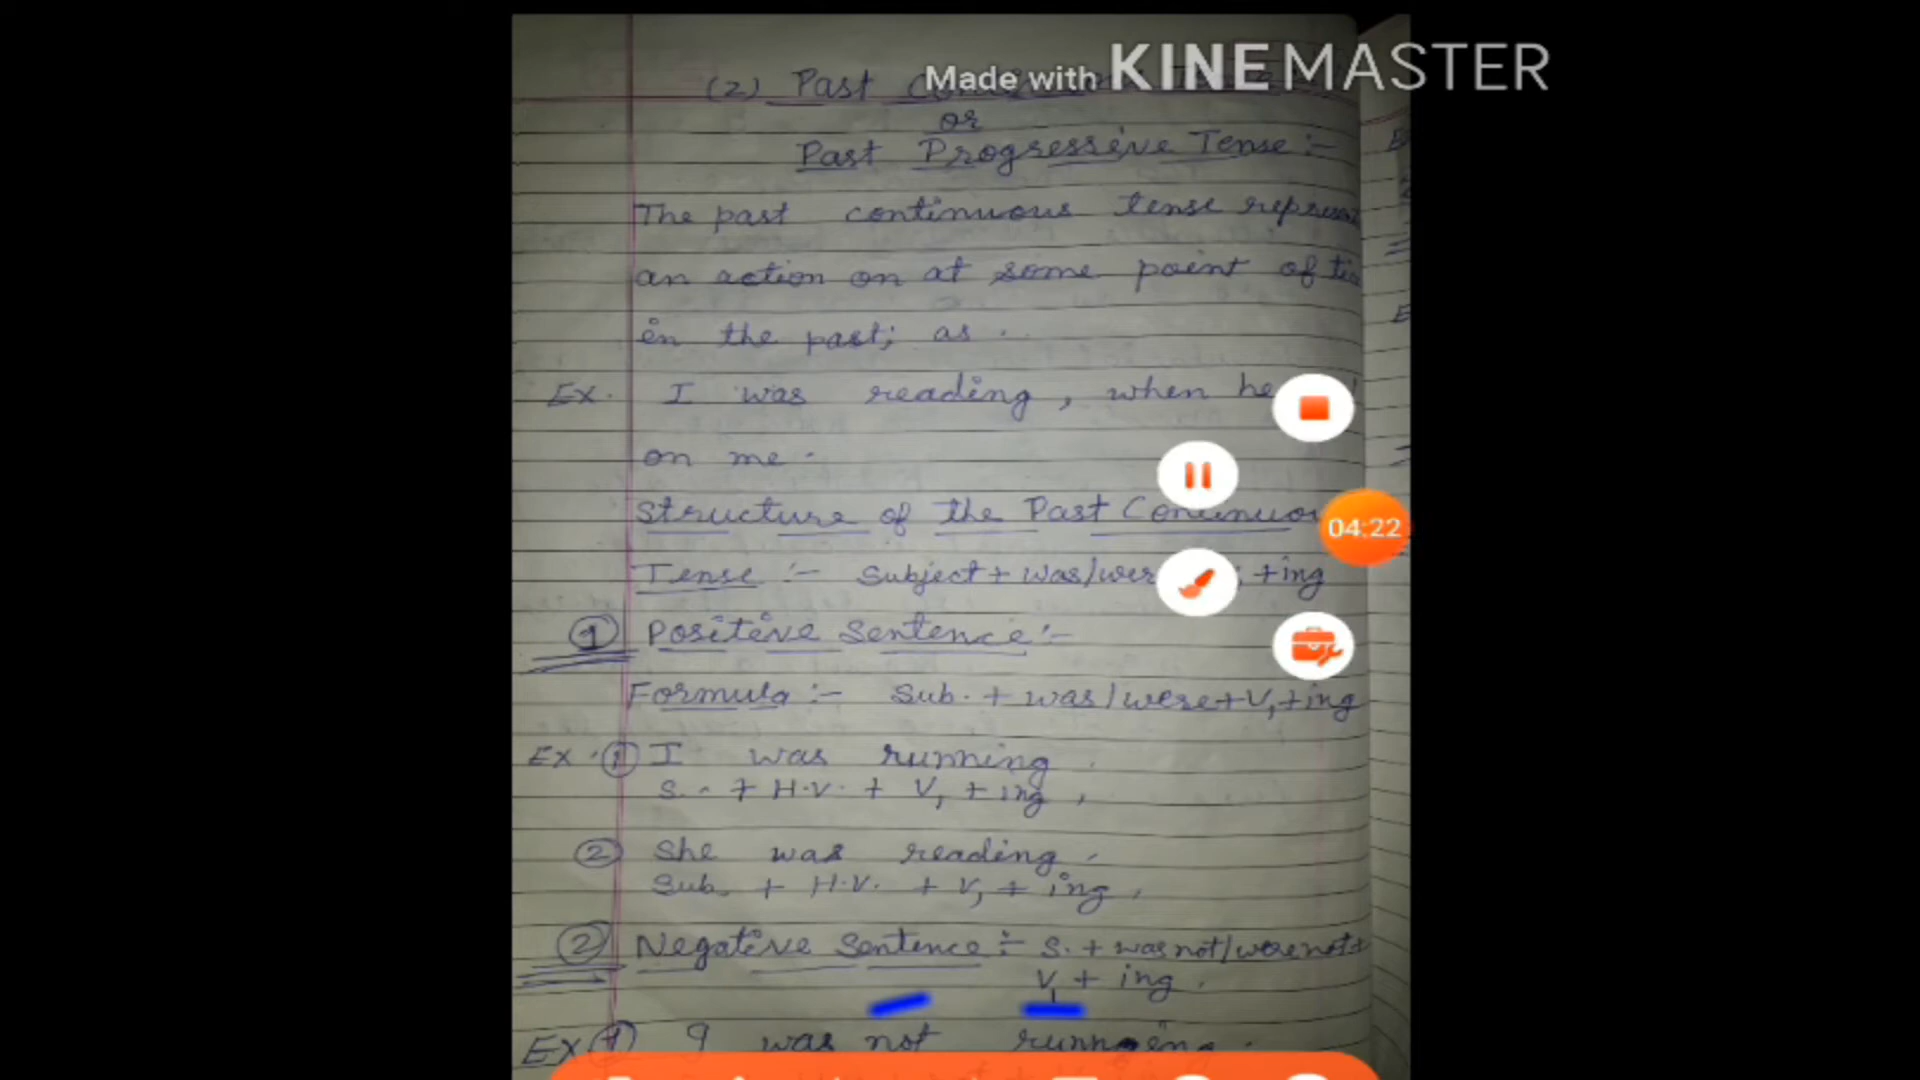 Made with KINEMASTER
(2) Past
or
Past Progressive Tense :-
The past continuous tense
an action on at some point of
in the past; as .
Ex. I was reading, when he
on me.
Structure of the Past
04:22
Tense :- Subject + was/ +ing
① Positive Sentence :-
Formula :- Sub. + was/were+V1+ing
Ex. ① I was running.
S. + H.V. + V1 + ing.
② She was reading.
Sub. + H.V. + V1 + ing.
② Negative Sentence :- S. + was not/were not+
V1 + ing.
Ex ① I was not running.